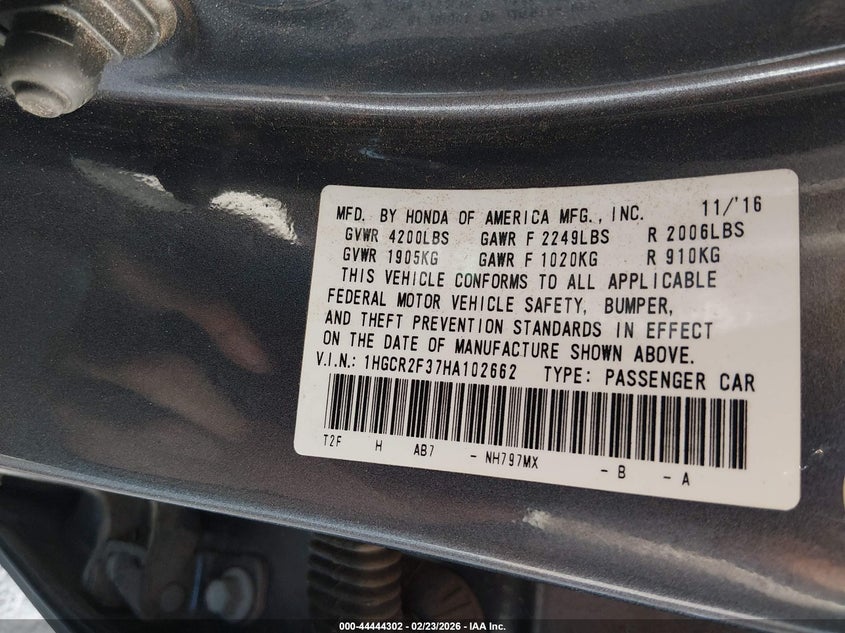 MFD. BY HONDA OF AMERICA MFG., INC. 11/'16
GVWR 4200LBS GAWR F 2249LBS R 2006LBS
GVWR 1905KG GAWR F 1020KG R 910KG
THIS VEHICLE CONFORMS TO ALL APPLICABLE
FEDERAL MOTOR VEHICLE SAFETY, BUMPER,
AND THEFT PREVENTION STANDARDS IN EFFECT
ON THE DATE OF MANUFACTURE SHOWN ABOVE.
V.I.N.: 1HGCR2F37HA102662 TYPE: PASSENGER CAR
T2F H AB7 - NH797MX - B - A
000-44444302 - 02/23/2026 - IAA Inc.